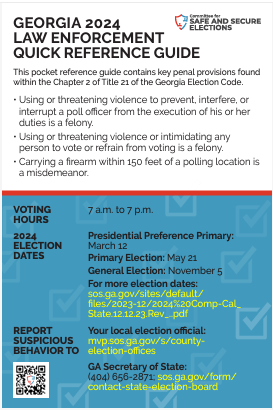 GEORGIA 2024
LAW ENFORCEMENT
QUICK REFERENCE GUIDE
Committee for
SAFE AND SECURE
ELECTIONS
This pocket reference guide contains key penal provisions found
within the Chapter 2 of Title 21 of the Georgia Election Code.
• Using or threatening violence to prevent, interfere, or
interrupt a poll officer from the execution of his or her
duties is a felony.
• Using or threatening violence or intimidating any
person to vote or refrain from voting is a felony.
• Carrying a firearm within 150 feet of a polling location is
a misdemeanor.
VOTING
HOURS
7 a.m. to 7 p.m.
2024
ELECTION
DATES
Presidential Preference Primary:
March 12
Primary Election: May 21
General Election: November 5
For more election dates:
sos.ga.gov/sites/default/
files/2023-12/2024%20Comp-Cal_
State.12.12.23.Rev_.pdf
REPORT
SUSPICIOUS
BEHAVIOR TO
Your local election official:
mvp.sos.ga.gov/s/county-
election-offices
GA Secretary of State:
(404) 656-2871; sos.ga.gov/form/
contact-state-election-board